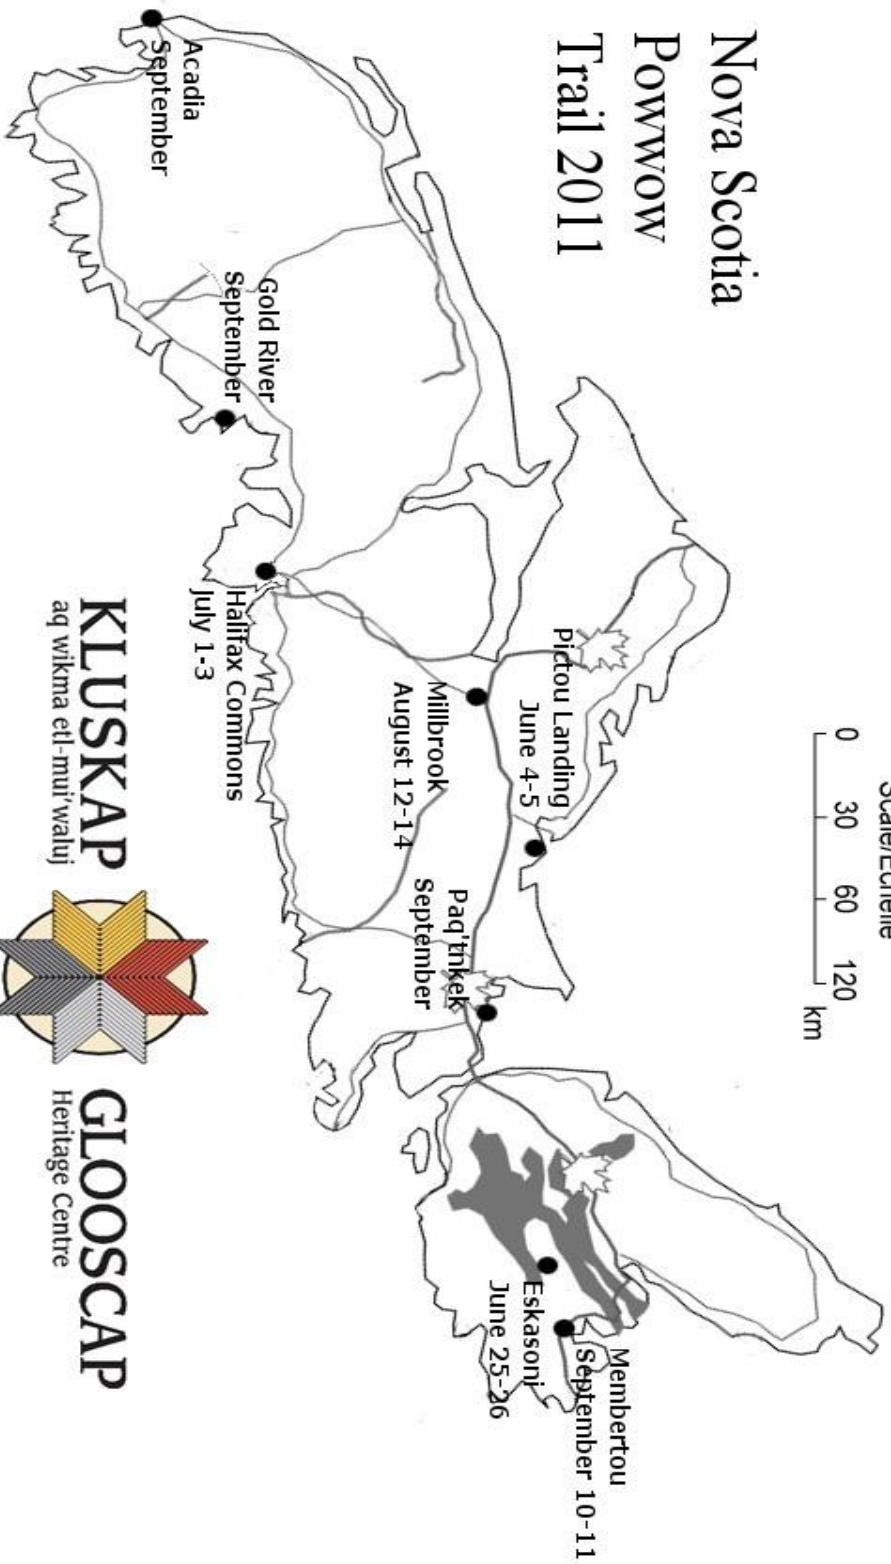 Nova Scotia
Powwow
Trail 2011
Scale/Echelle
0 30 60 120
km
Membertou
September 10-11
Eskasoni
June 25-26
Pictou Landing
June 4-5
Paq'tnkek
September
Millbrook
August 12-14
Halifax Commons
July 1-3
Gold River
September
Acadia
September
KLUSKAP
aq wikma etl-mui'waluj
GLOOSCAP
Heritage Centre